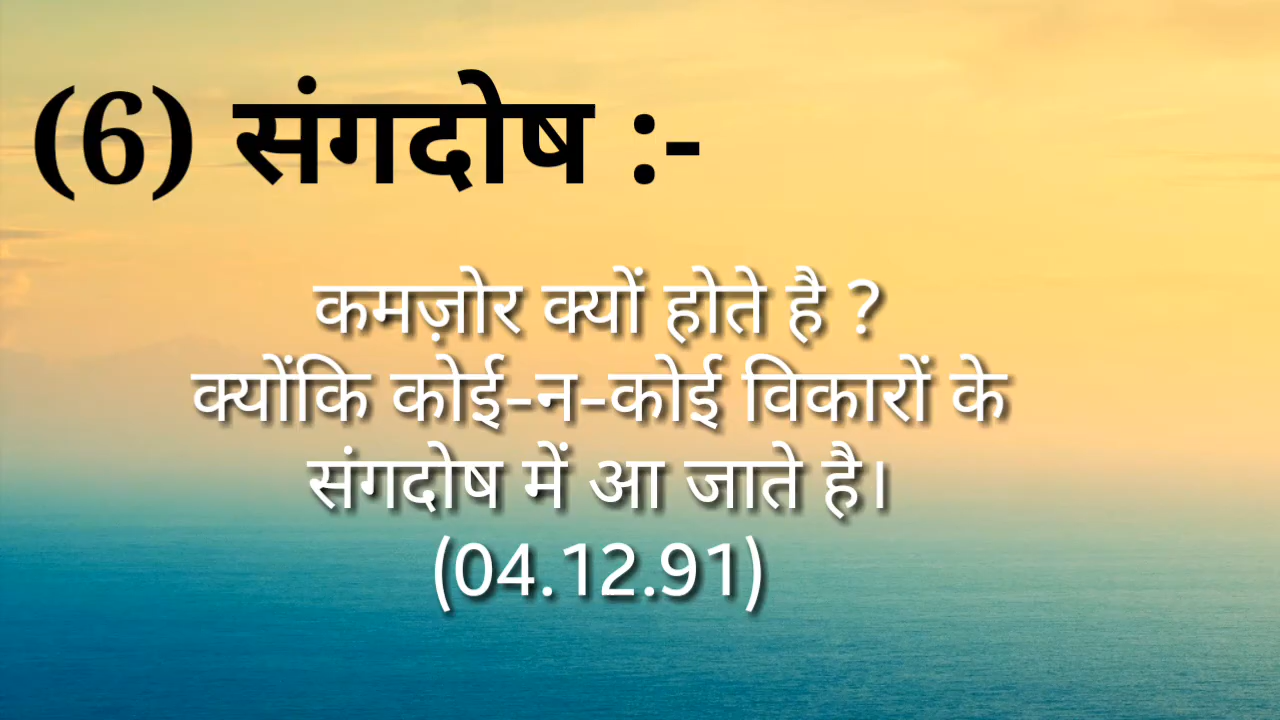 (6) संगदोष :-
कमज़ोर क्यों होते है ?
क्योंकि कोई-न-कोई विकारों के
संगदोष में आ जाते है।
(04.12.91)